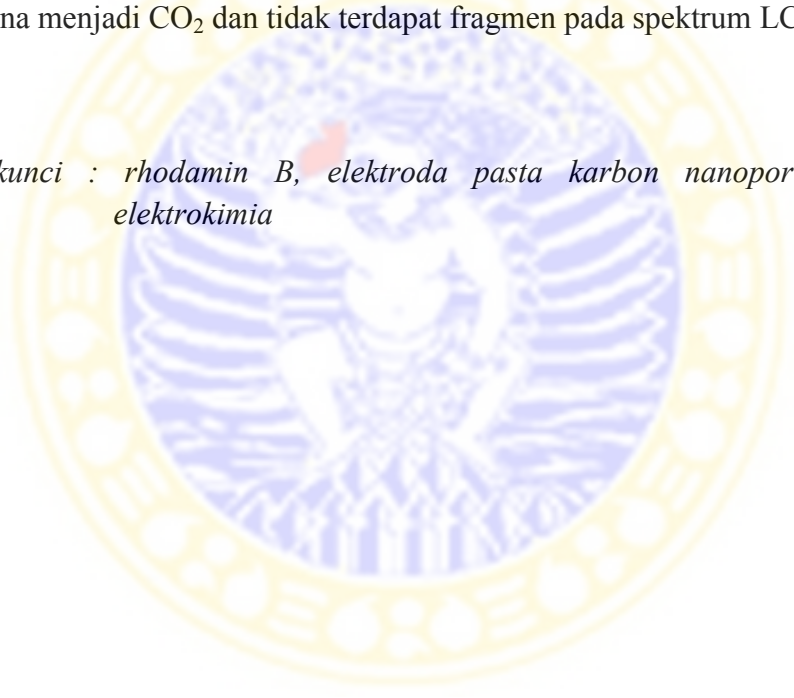 na menjadi CO₂ dan tidak terdapat fragmen pada spektrum LC
kunci : rhodamin B, elektroda pasta karbon nanopor
elektrokimia